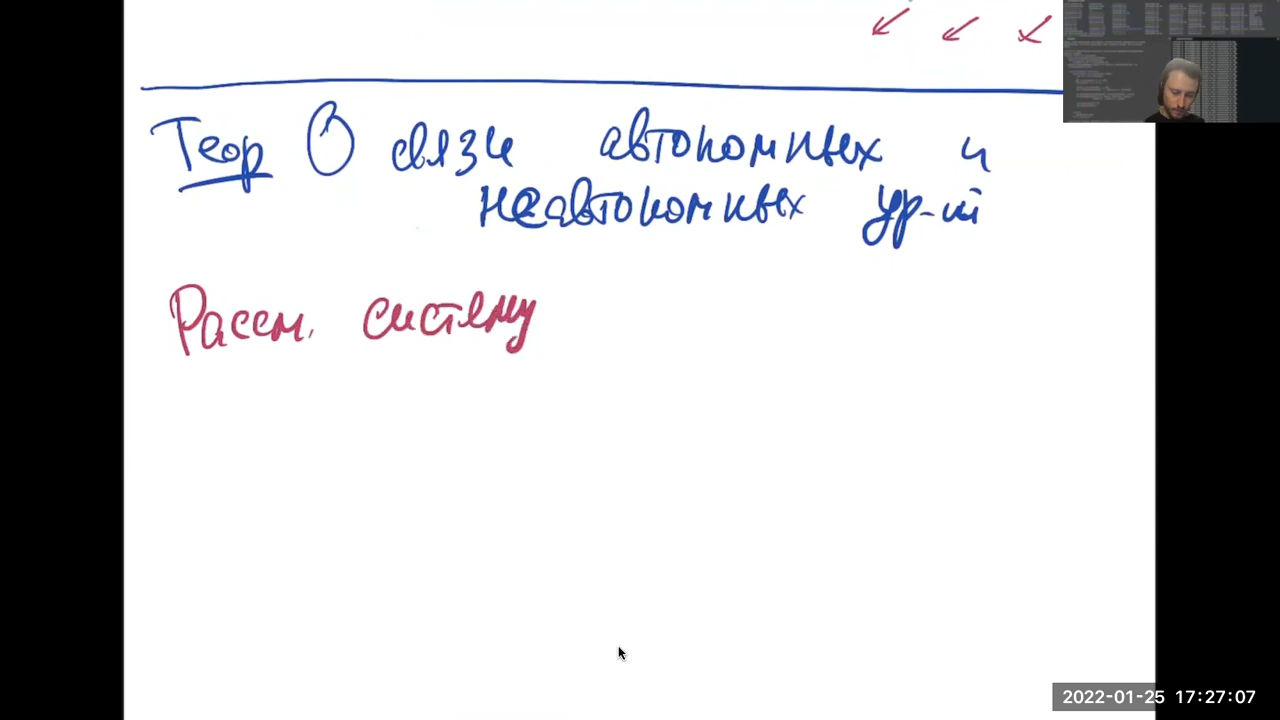 Теор О связи автономных и
неавтономных ур-ий
Рассм. систему
2022-01-25 17:27:07